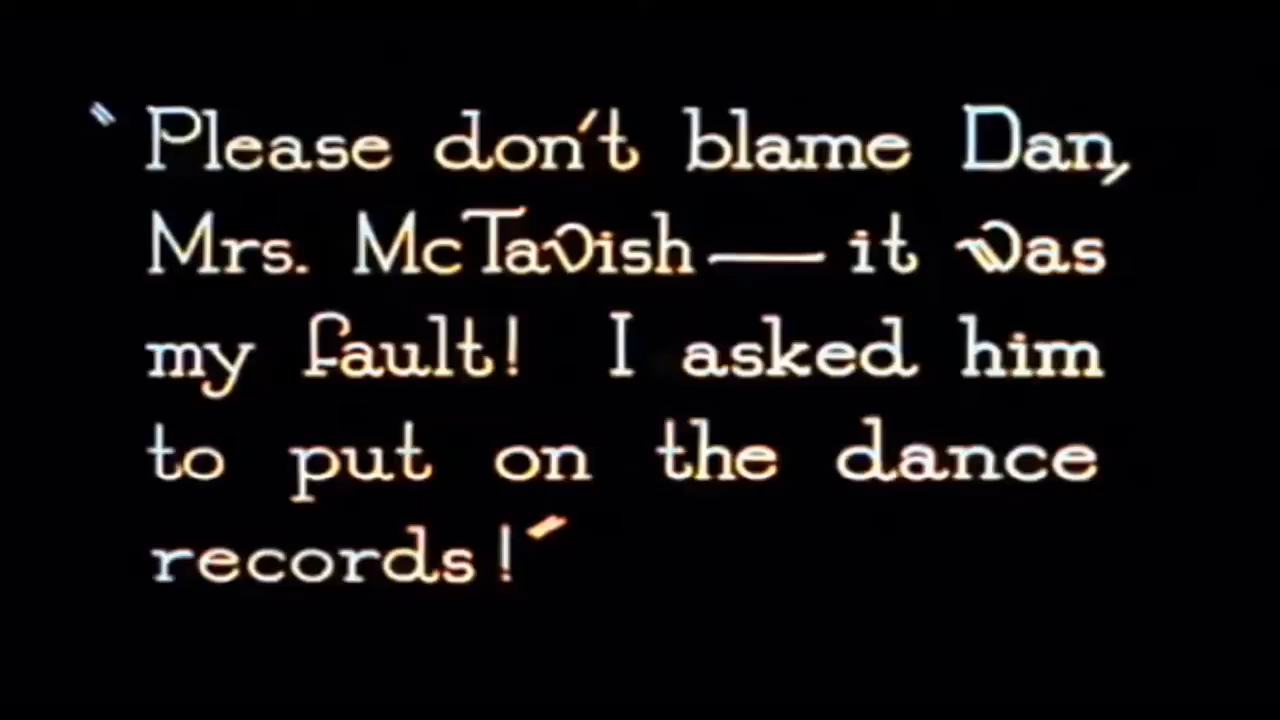 "Please don't blame Dan,
Mrs. McTavish — it was
my fault! I asked him
to put on the dance
records!"